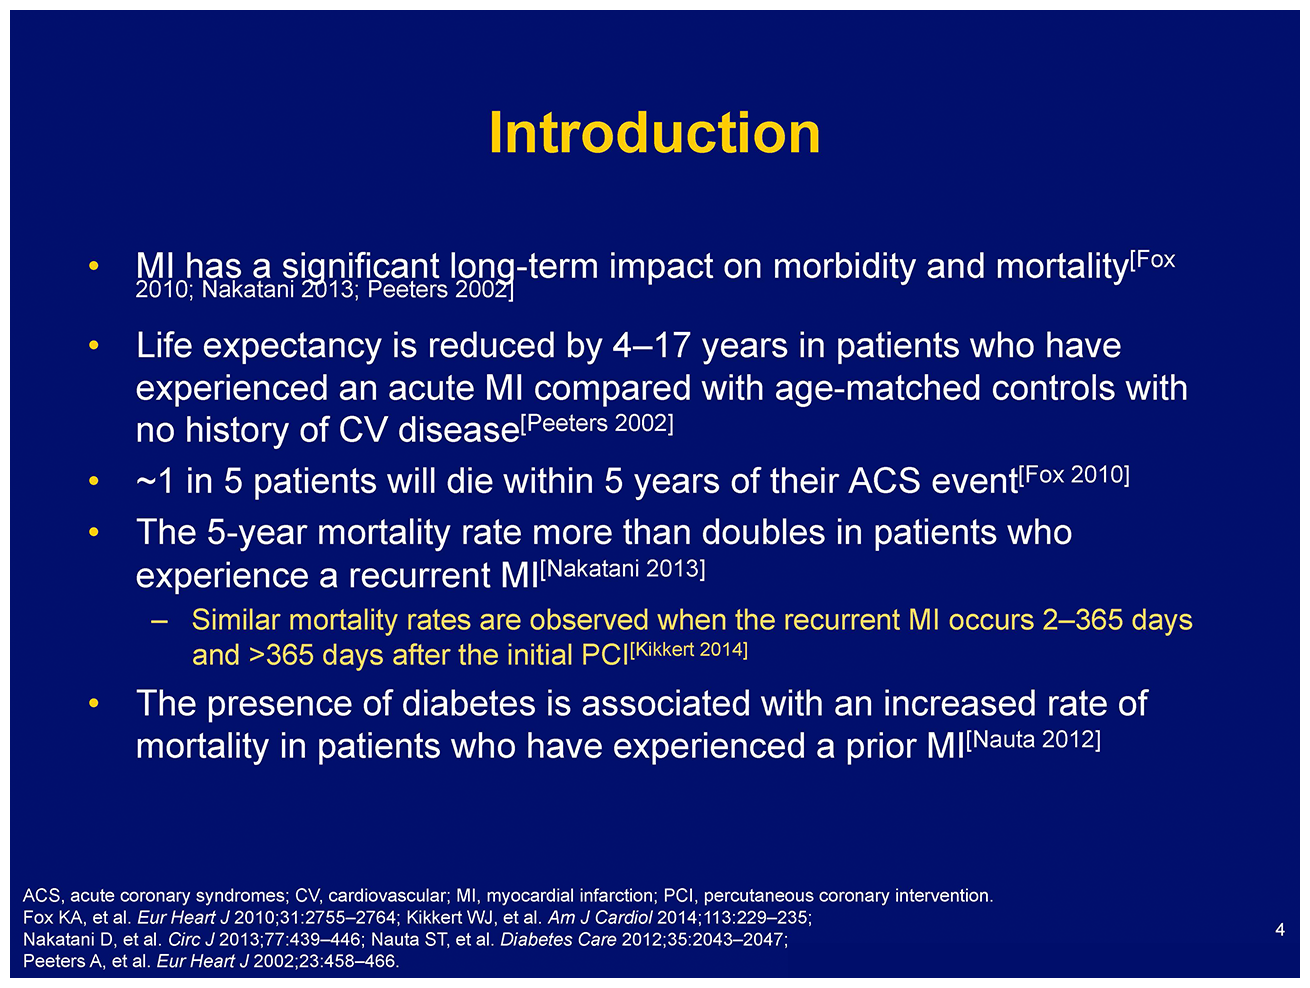 Introduction
• MI has a significant long-term impact on morbidity and mortality[Fox
2010; Nakatani 2013; Peeters 2002]
• Life expectancy is reduced by 4–17 years in patients who have
experienced an acute MI compared with age-matched controls with
no history of CV disease[Peeters 2002]
• ~1 in 5 patients will die within 5 years of their ACS event[Fox 2010]
• The 5-year mortality rate more than doubles in patients who
experience a recurrent MI[Nakatani 2013]
– Similar mortality rates are observed when the recurrent MI occurs 2–365 days
and >365 days after the initial PCI[Kikkert 2014]
• The presence of diabetes is associated with an increased rate of
mortality in patients who have experienced a prior MI[Nauta 2012]
ACS, acute coronary syndromes; CV, cardiovascular; MI, myocardial infarction; PCI, percutaneous coronary intervention.
Fox KA, et al. Eur Heart J 2010;31:2755–2764; Kikkert WJ, et al. Am J Cardiol 2014;113:229–235;
Nakatani D, et al. Circ J 2013;77:439–446; Nauta ST, et al. Diabetes Care 2012;35:2043–2047;
Peeters A, et al. Eur Heart J 2002;23:458–466.
4